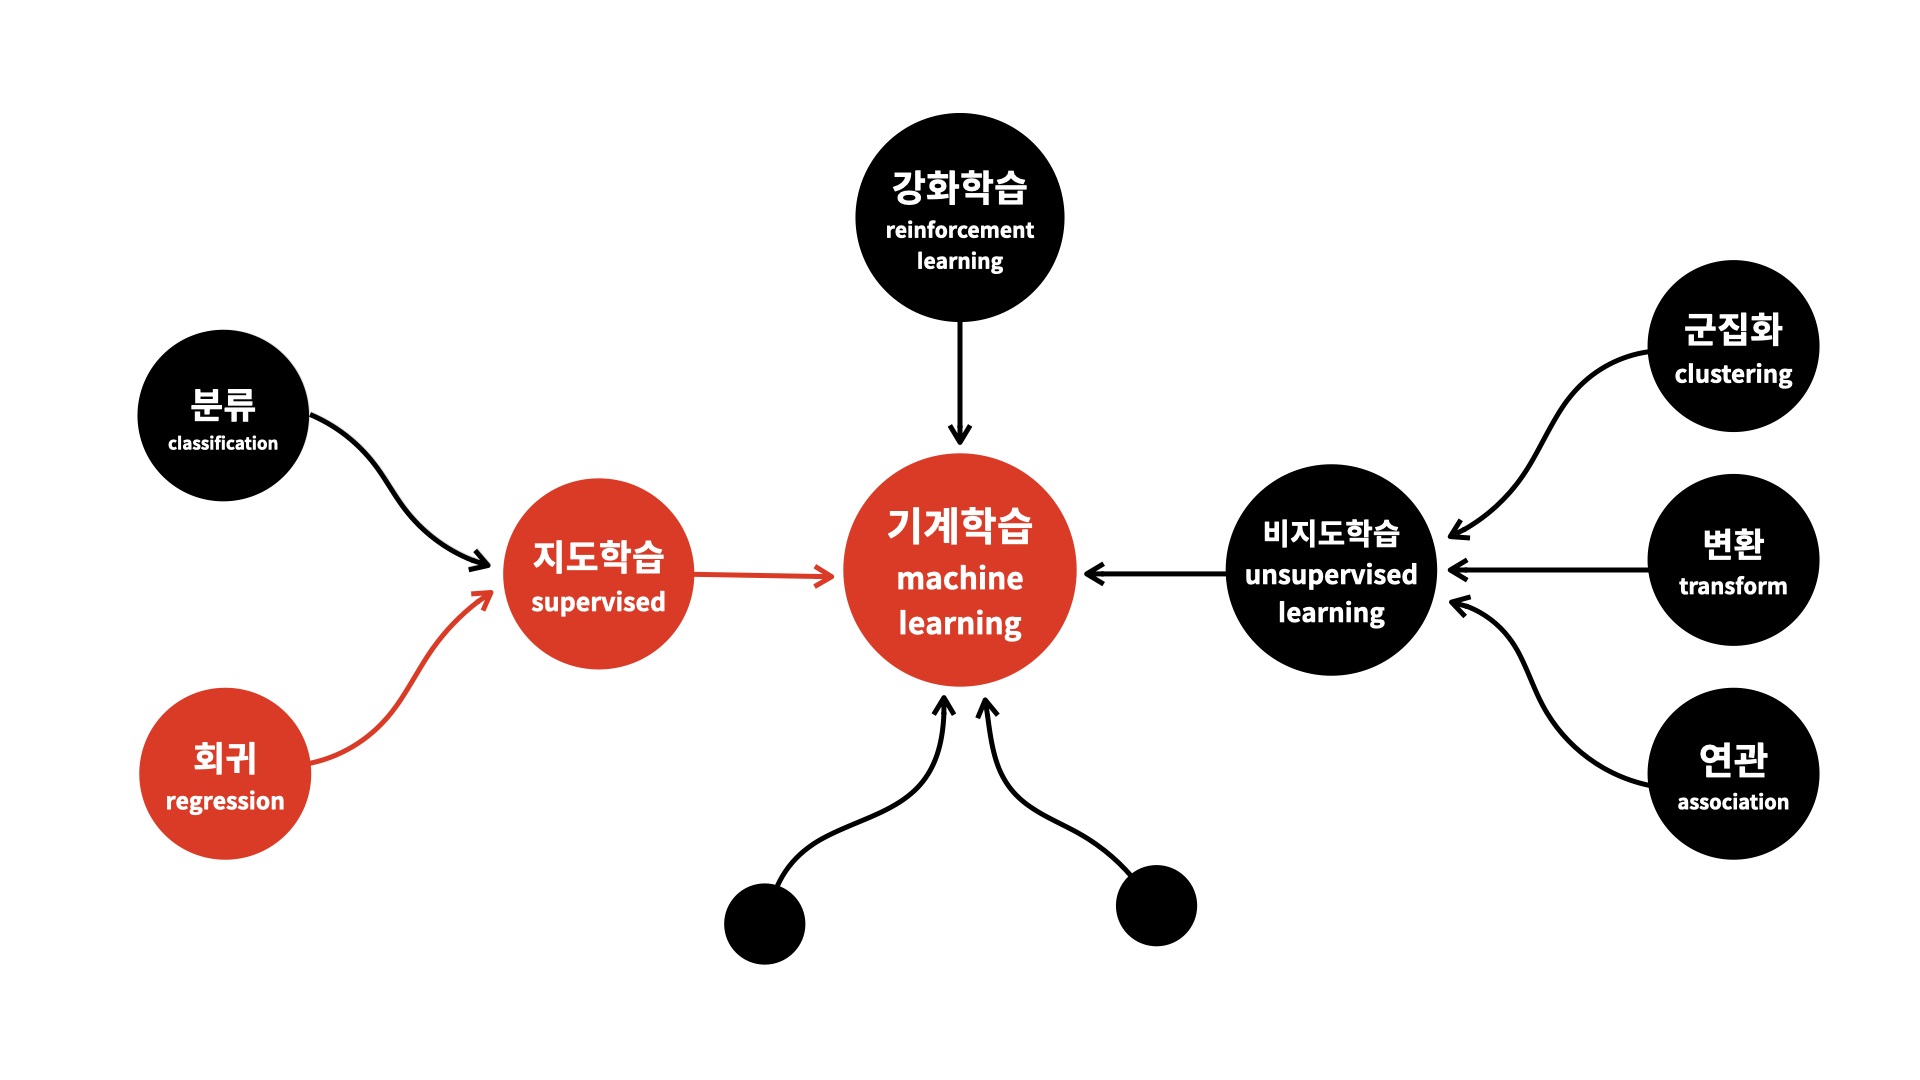 강화학습
reinforcement
learning
분류
classification
회귀
regression
지도학습
supervised
기계학습
machine
learning
비지도학습
unsupervised
learning
군집화
clustering
변환
transform
연관
association